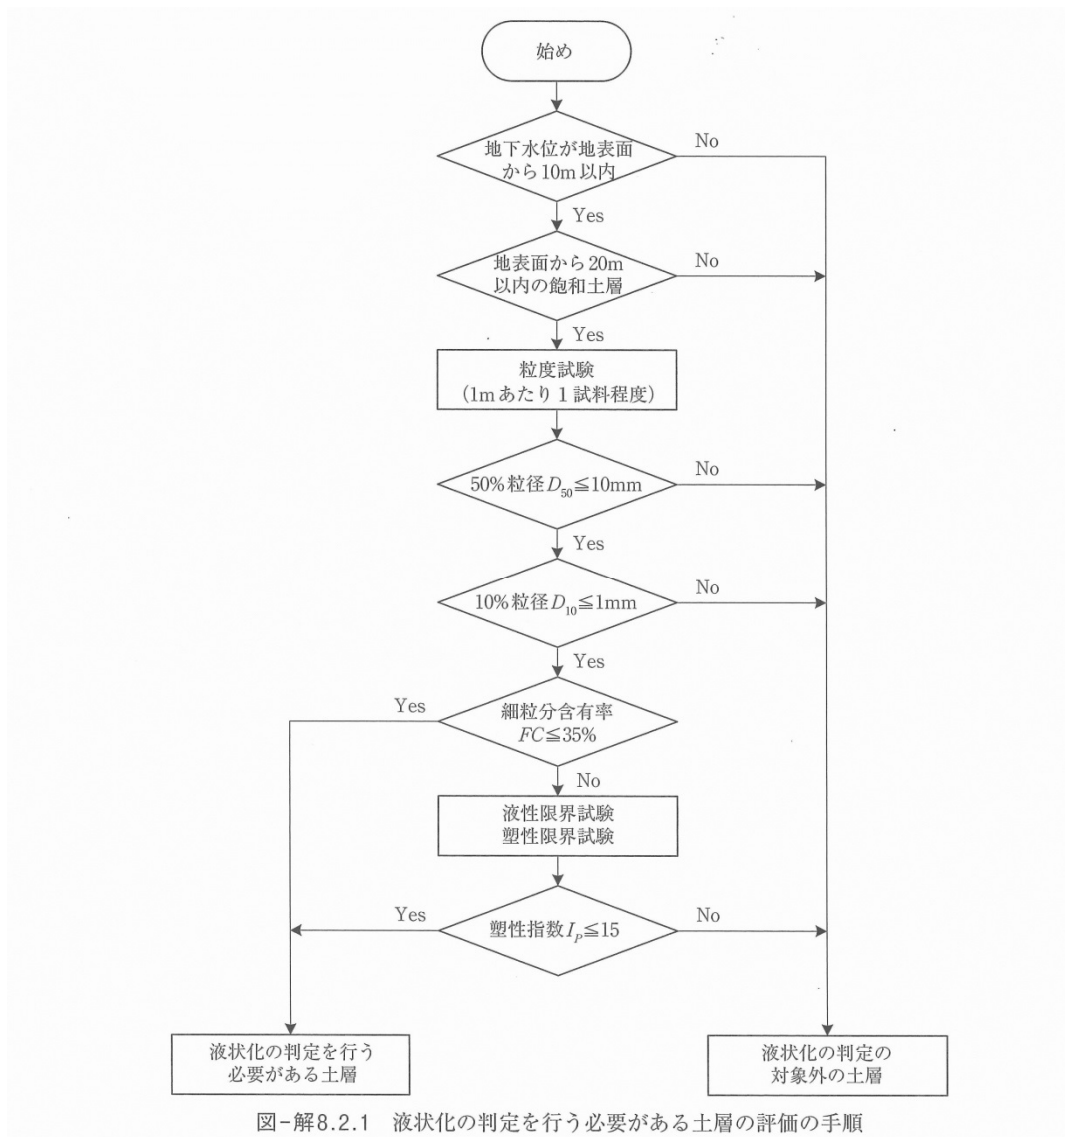 始め
地下水位が地表面
から10m以内
No
Yes
地表面から20m
以内の飽和土層
No
Yes
粒度試験
(1mあたり1試料程度)
50%粒径D50≦10mm
No
Yes
10%粒径D10≦1mm
No
Yes
Yes
細粒分含有率
FC≦35%
No
液性限界試験
塑性限界試験
Yes
塑性指数IP≦15
No
液状化の判定を行う
必要がある土層
液状化の判定の
対象外の土層
図-解8.2.1 液状化の判定を行う必要がある土層の評価の手順